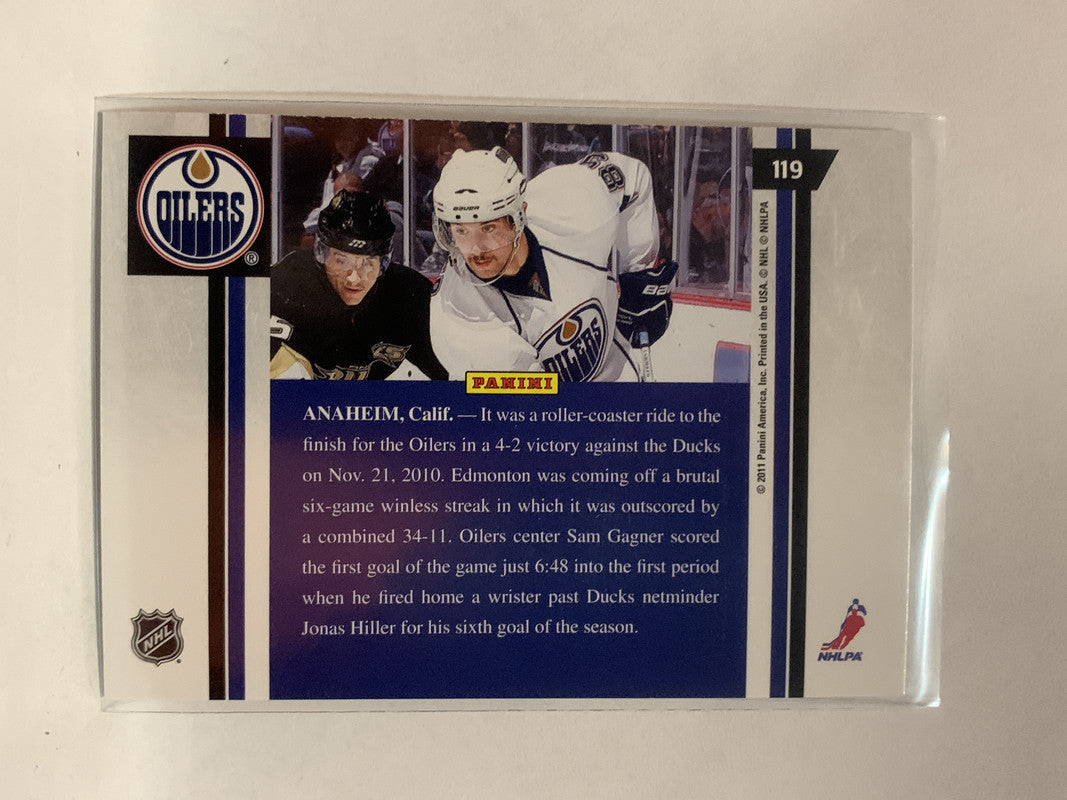 OILERS
®
119
BAUER
OILERS
PANINI
ANAHEIM, Calif. — It was a roller-coaster ride to the
finish for the Oilers in a 4-2 victory against the Ducks
on Nov. 21, 2010. Edmonton was coming off a brutal
six-game winless streak in which it was outscored by
a combined 34-11. Oilers center Sam Gagner scored
the first goal of the game just 6:48 into the first period
when he fired home a wrister past Ducks netminder
Jonas Hiller for his sixth goal of the season.
© 2011 Panini America, Inc. Printed in the USA. © NHL © NHLPA
NHL
NHLPA